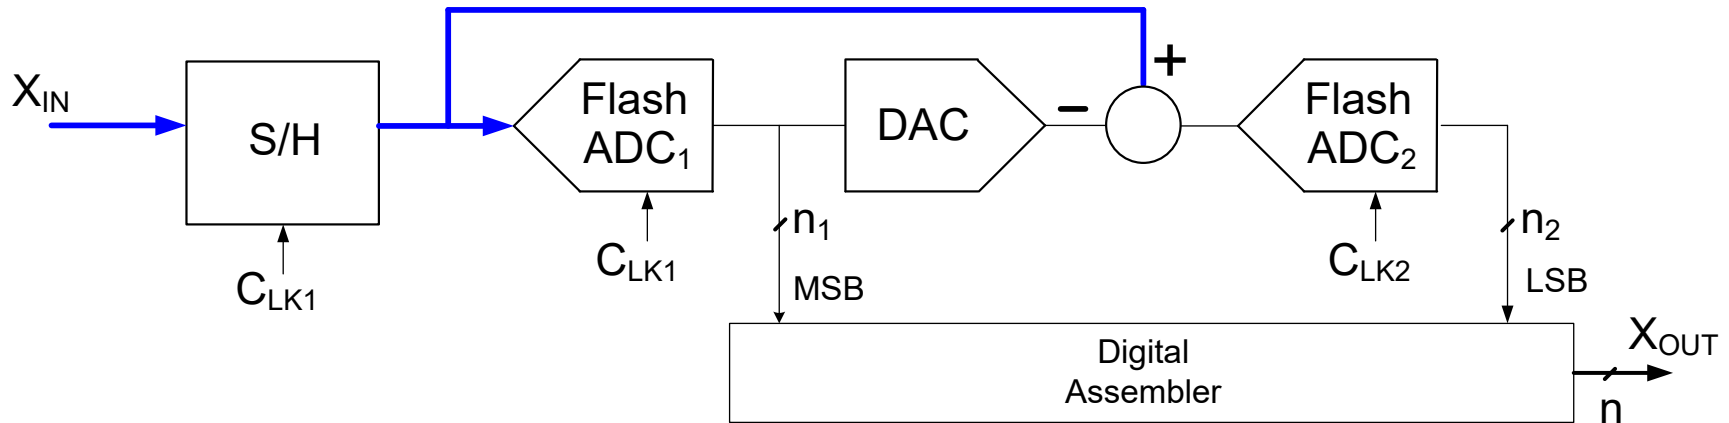 X_IN
S/H
C_LK1
Flash
ADC_1
C_LK1
n_1
MSB
DAC
−
+
Flash
ADC_2
C_LK2
n_2
LSB
Digital
Assembler
X_OUT
n